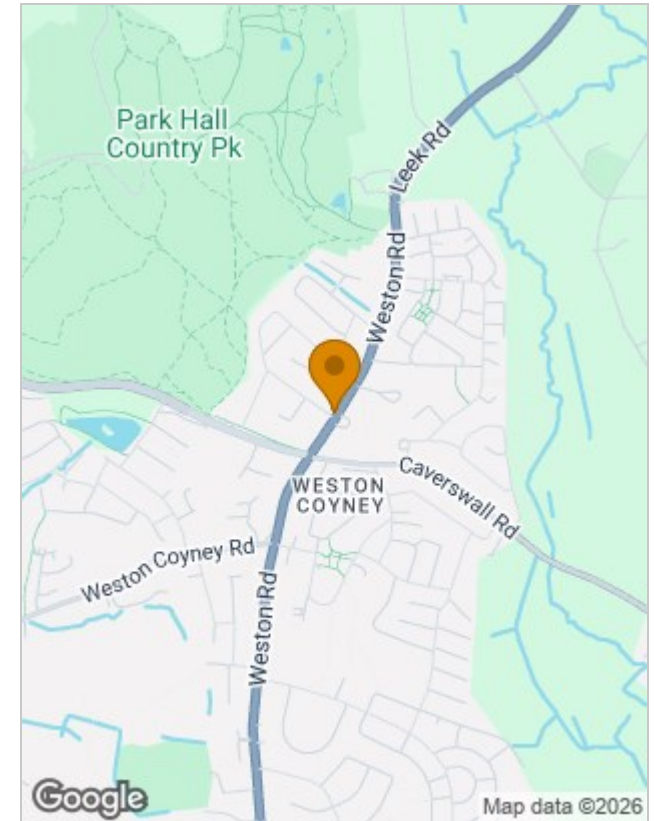 Park Hall
Country Pk
Leek Rd
Weston Rd
WESTON
COYNEY
Caverswall Rd
Weston Coyney Rd
Weston Rd
Google
Map data ©2026